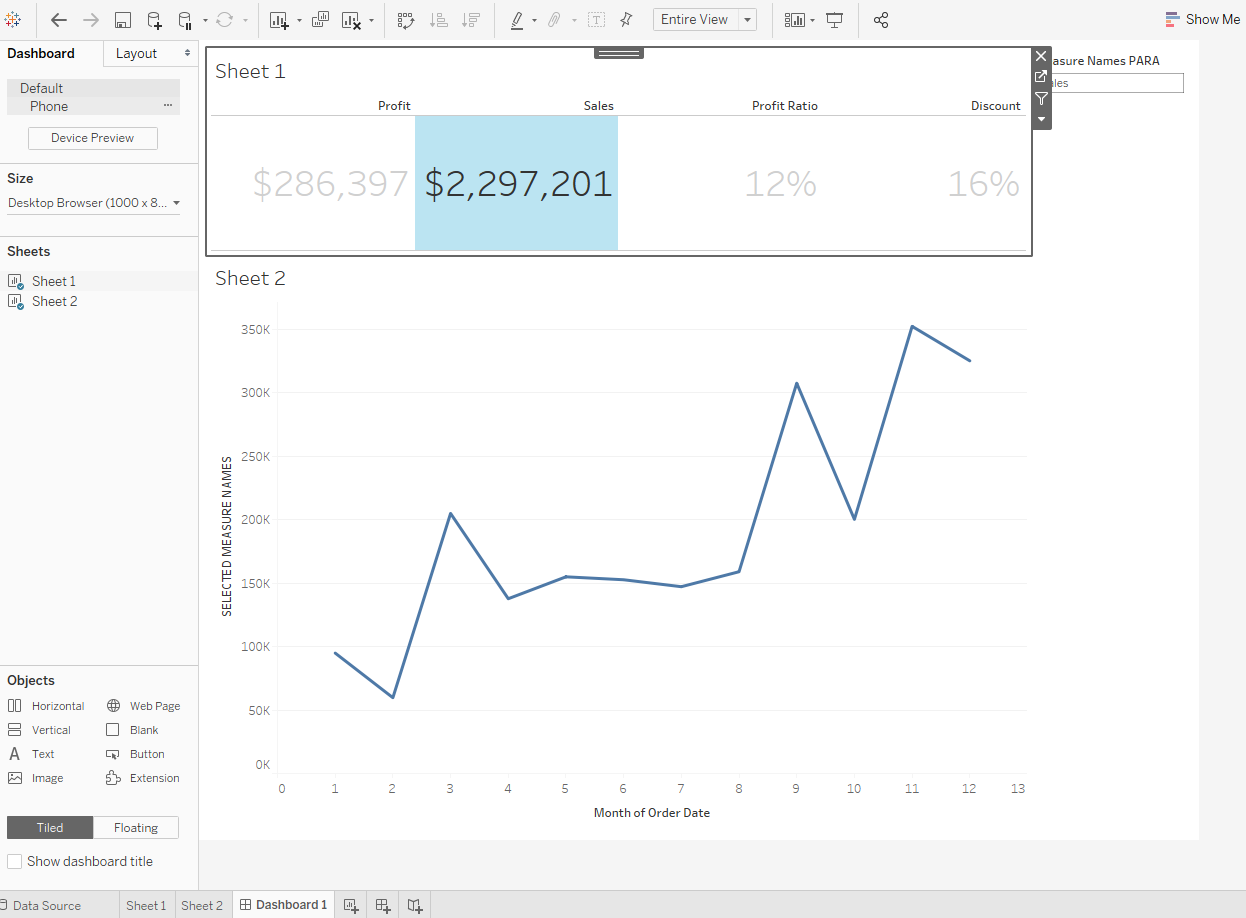 Entire View
Show Me
Dashboard
Layout
Default
Phone
Device Preview
Size
Desktop Browser (1000 x 8...
Sheets
Sheet 1
Sheet 2
Objects
Horizontal
Web Page
Vertical
Blank
A Text
Button
Image
Extension
Tiled
Floating
Show dashboard title
Sheet 1
Profit Sales Profit Ratio Discount
$286,397 $2,297,201 12% 16%
asure Names PARA
les
Sheet 2
SELECTED MEASURE NAMES
350K
300K
250K
200K
150K
100K
50K
0K
0 1 2 3 4 5 6 7 8 9 10 11 12 13
Month of Order Date
Data Source
Sheet 1
Sheet 2
Dashboard 1